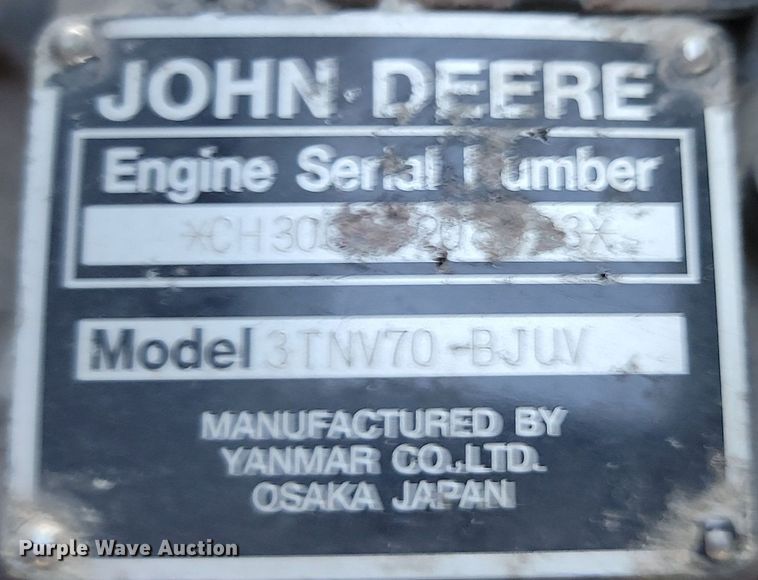 JOHN DEERE
Engine Serial Number
Model 3TNV70-BJUV
MANUFACTURED BY
YANMAR CO.,LTD.
OSAKA JAPAN
Purple Wave Auction